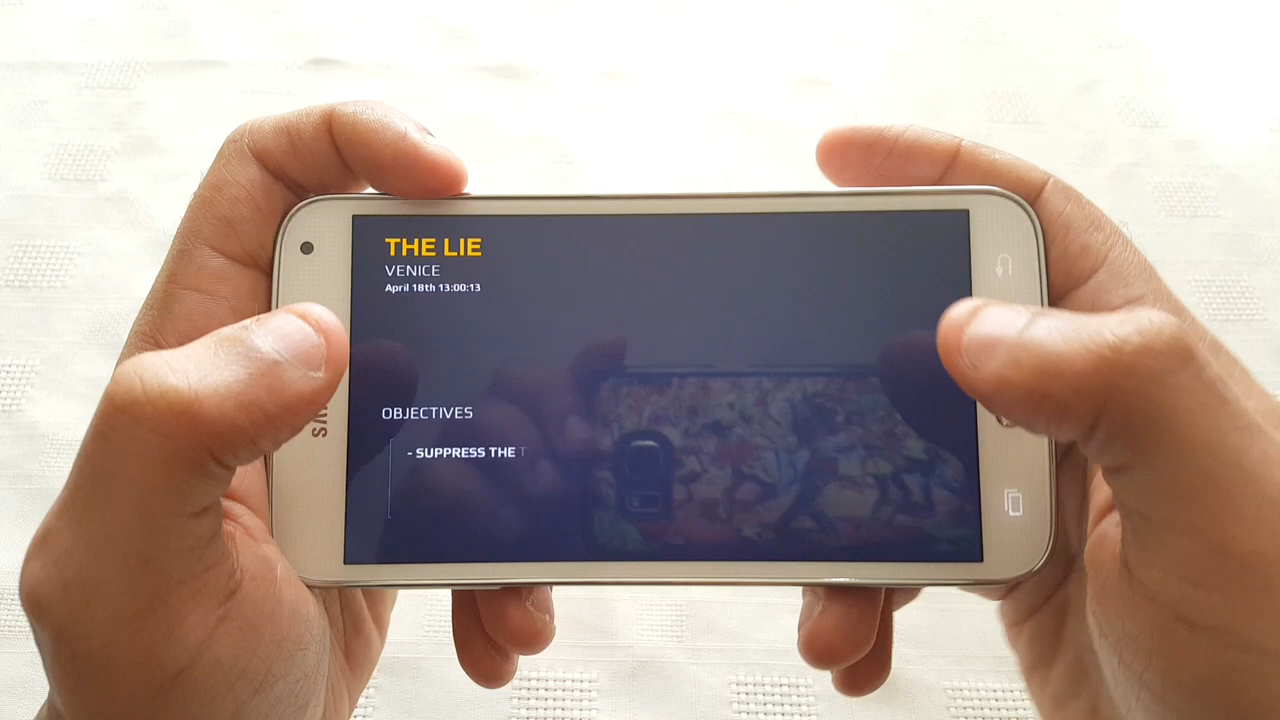 THE LIE
VENICE
April 18th 13:00:13
OBJECTIVES
- SUPPRESS THE T